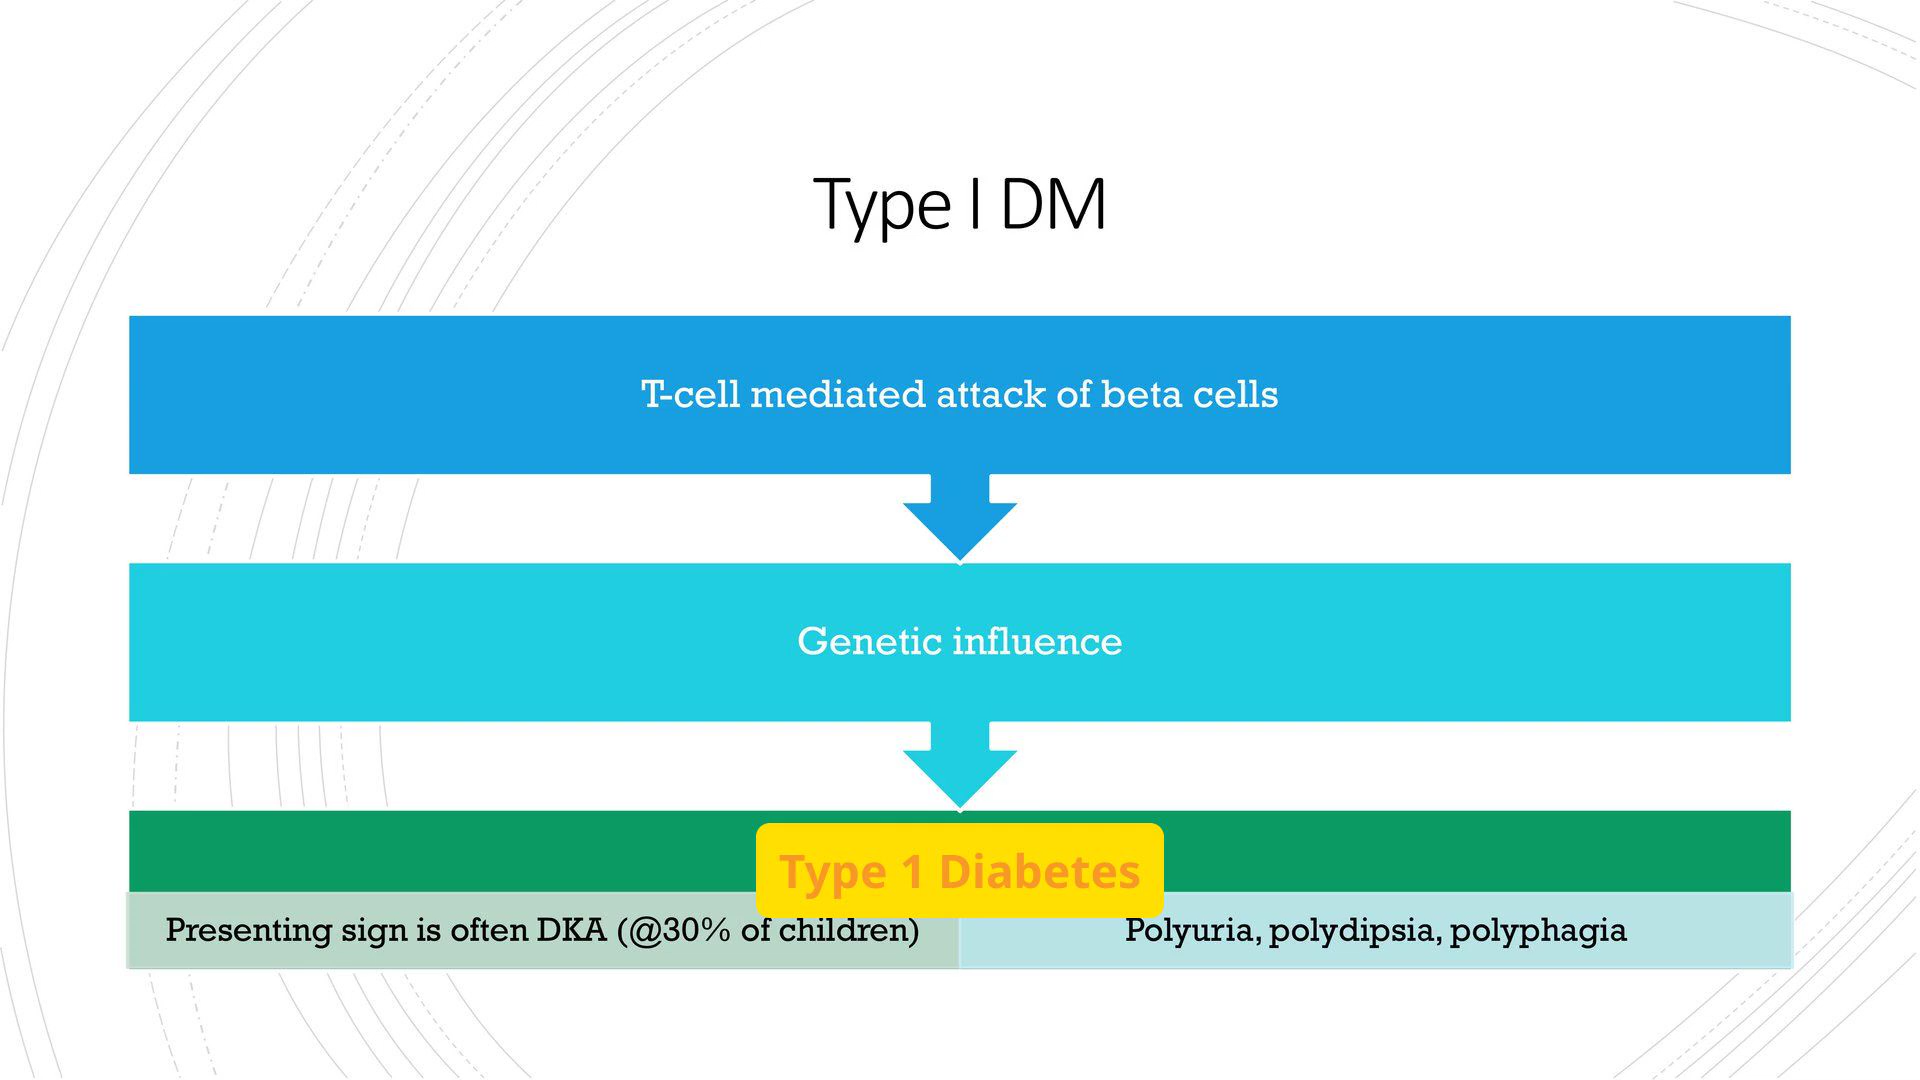 Type I DM
T-cell mediated attack of beta cells
Genetic influence
Type 1 Diabetes
Presenting sign is often DKA (@30% of children)
Polyuria, polydipsia, polyphagia